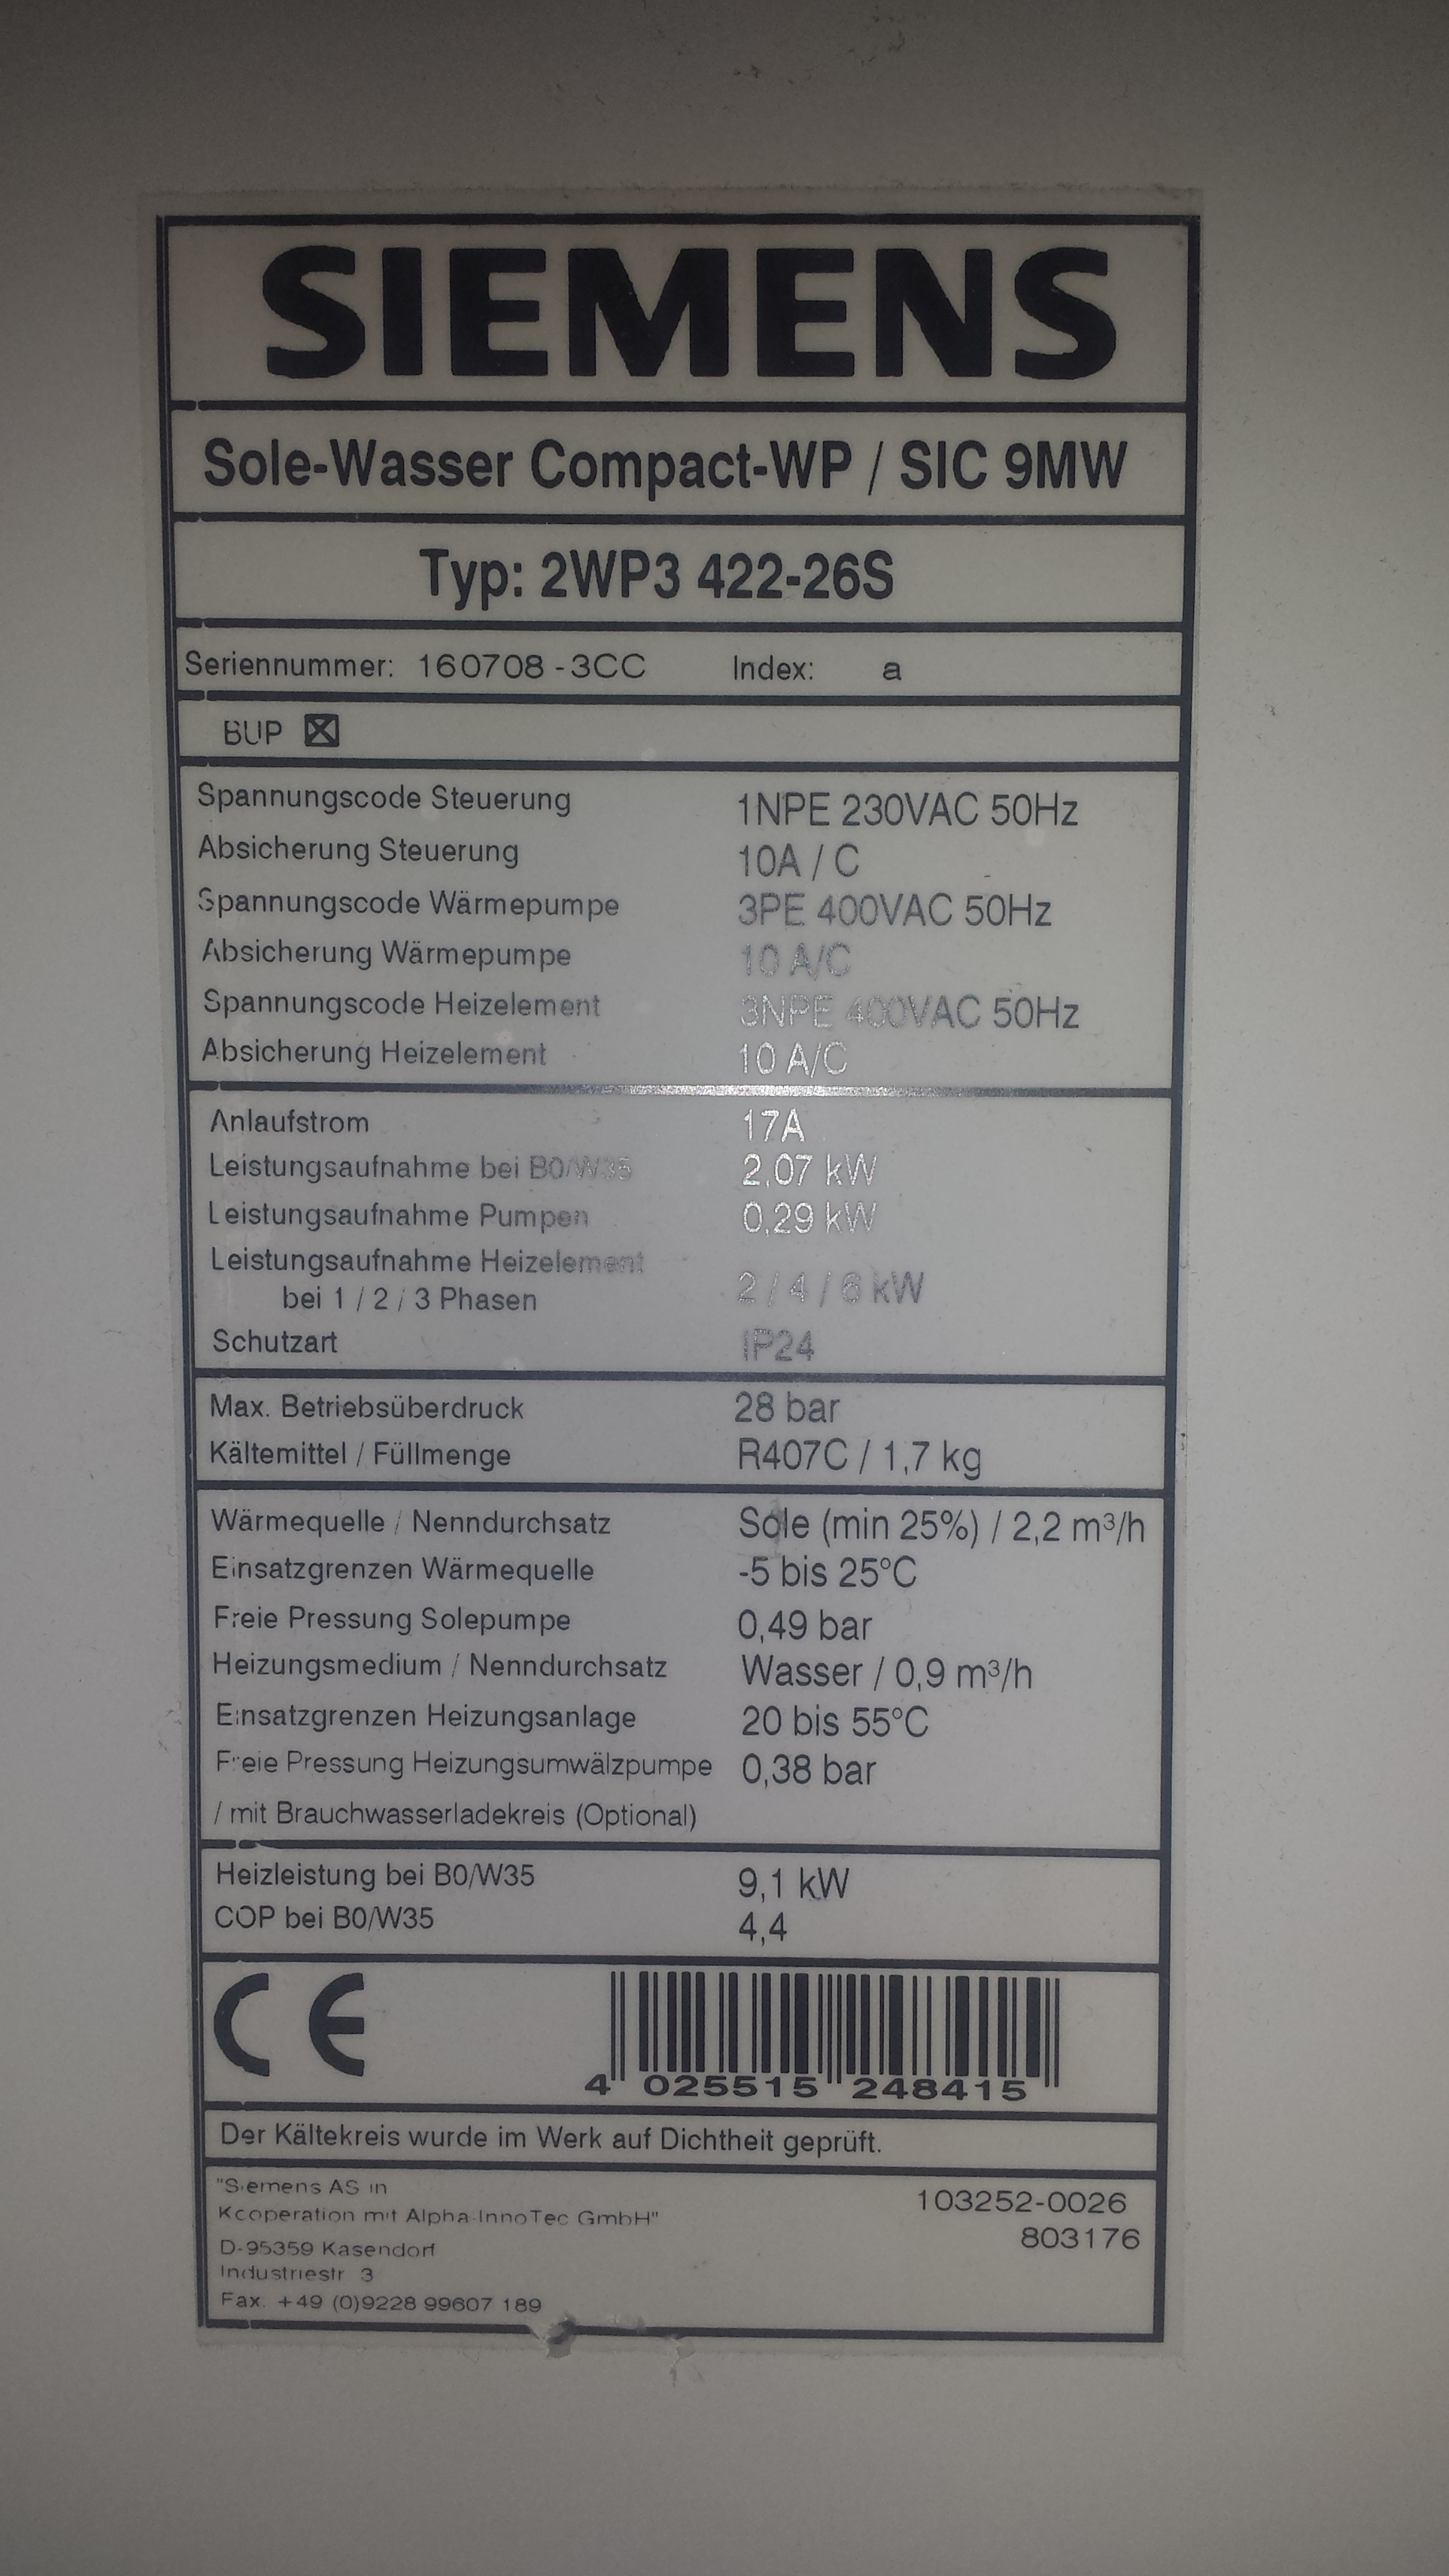 SIEMENS
Sole-Wasser Compact-WP / SIC 9MW
Typ: 2WP3 422-26S
Seriennummer: 160708 - 3CC Index: a
BUP ☒
Spannungscode Steuerung 1NPE 230VAC 50Hz
Absicherung Steuerung 10A / C
Spannungscode Wärmepumpe 3PE 400VAC 50Hz
Absicherung Wärmepumpe 10 A/C
Spannungscode Heizelement 3NPE 400VAC 50Hz
Absicherung Heizelement 10 A/C
Anlaufstrom 17A
Leistungsaufnahme bei B0/W35 2,07 kW
Leistungsaufnahme Pumpen 0,29 kW
Leistungsaufnahme Heizelement
bei 1 / 2 / 3 Phasen 2 / 4 / 6 kW
Schutzart IP24
Max. Betriebsüberdruck 28 bar
Kältemittel / Füllmenge R407C / 1,7 kg
Wärmequelle / Nenndurchsatz Sole (min 25%) / 2,2 m³/h
Einsatzgrenzen Wärmequelle -5 bis 25°C
Freie Pressung Solepumpe 0,49 bar
Heizungsmedium / Nenndurchsatz Wasser / 0,9 m³/h
Einsatzgrenzen Heizungsanlage 20 bis 55°C
Freie Pressung Heizungsumwälzpumpe 0,38 bar
/ mit Brauchwasserladekreis (Optional)
Heizleistung bei B0/W35 9,1 kW
COP bei B0/W35 4,4
CE
4 025515 248415
Der Kältekreis wurde im Werk auf Dichtheit geprüft.
"Siemens AS in
Kooperation mit Alpha-InnoTec GmbH" 103252-0026
D-95359 Kasendorf 803176
Industriestr 3
Fax. +49 (0)9228 99607 189